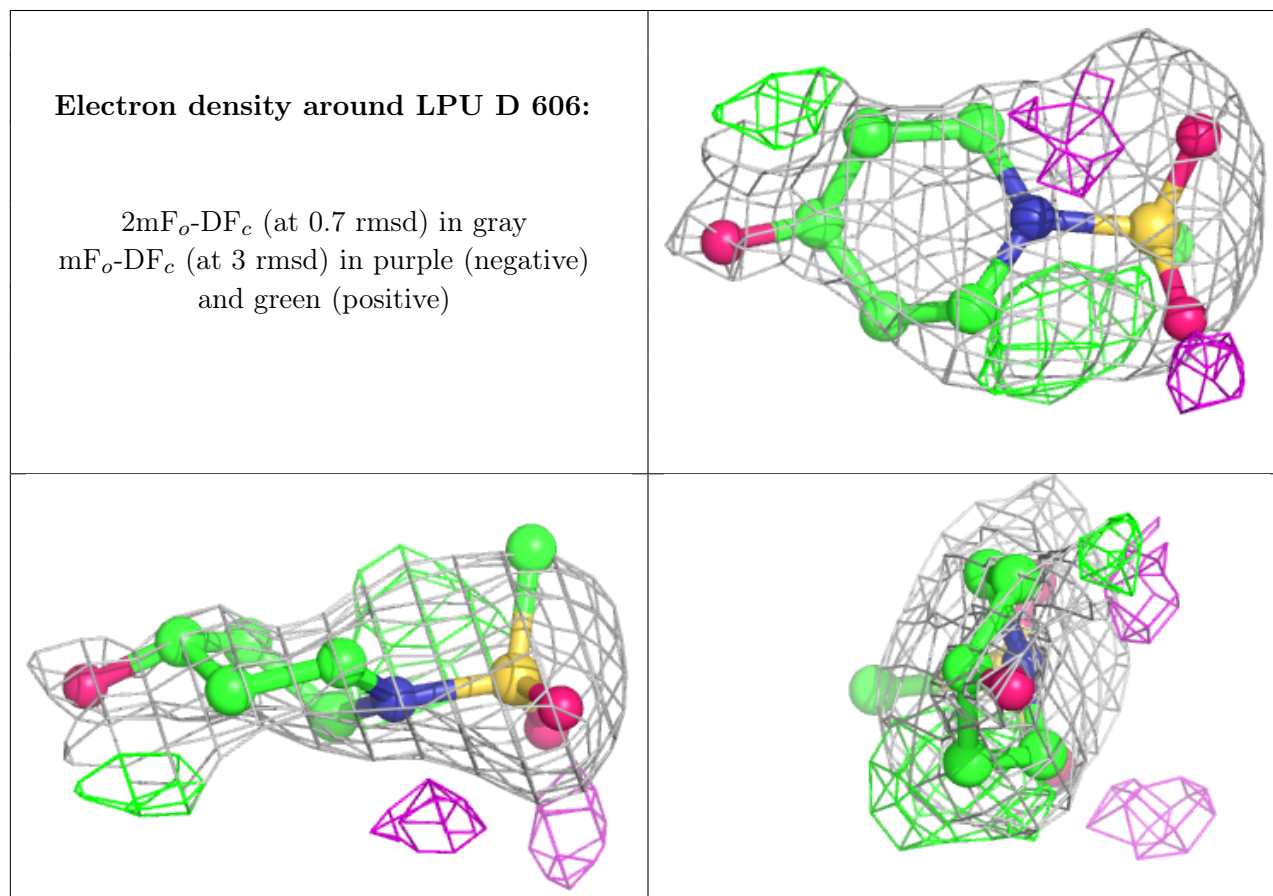 Electron density around LPU D 606:
2mFo-DFc (at 0.7 rmsd) in gray
mFo-DFc (at 3 rmsd) in purple (negative)
and green (positive)